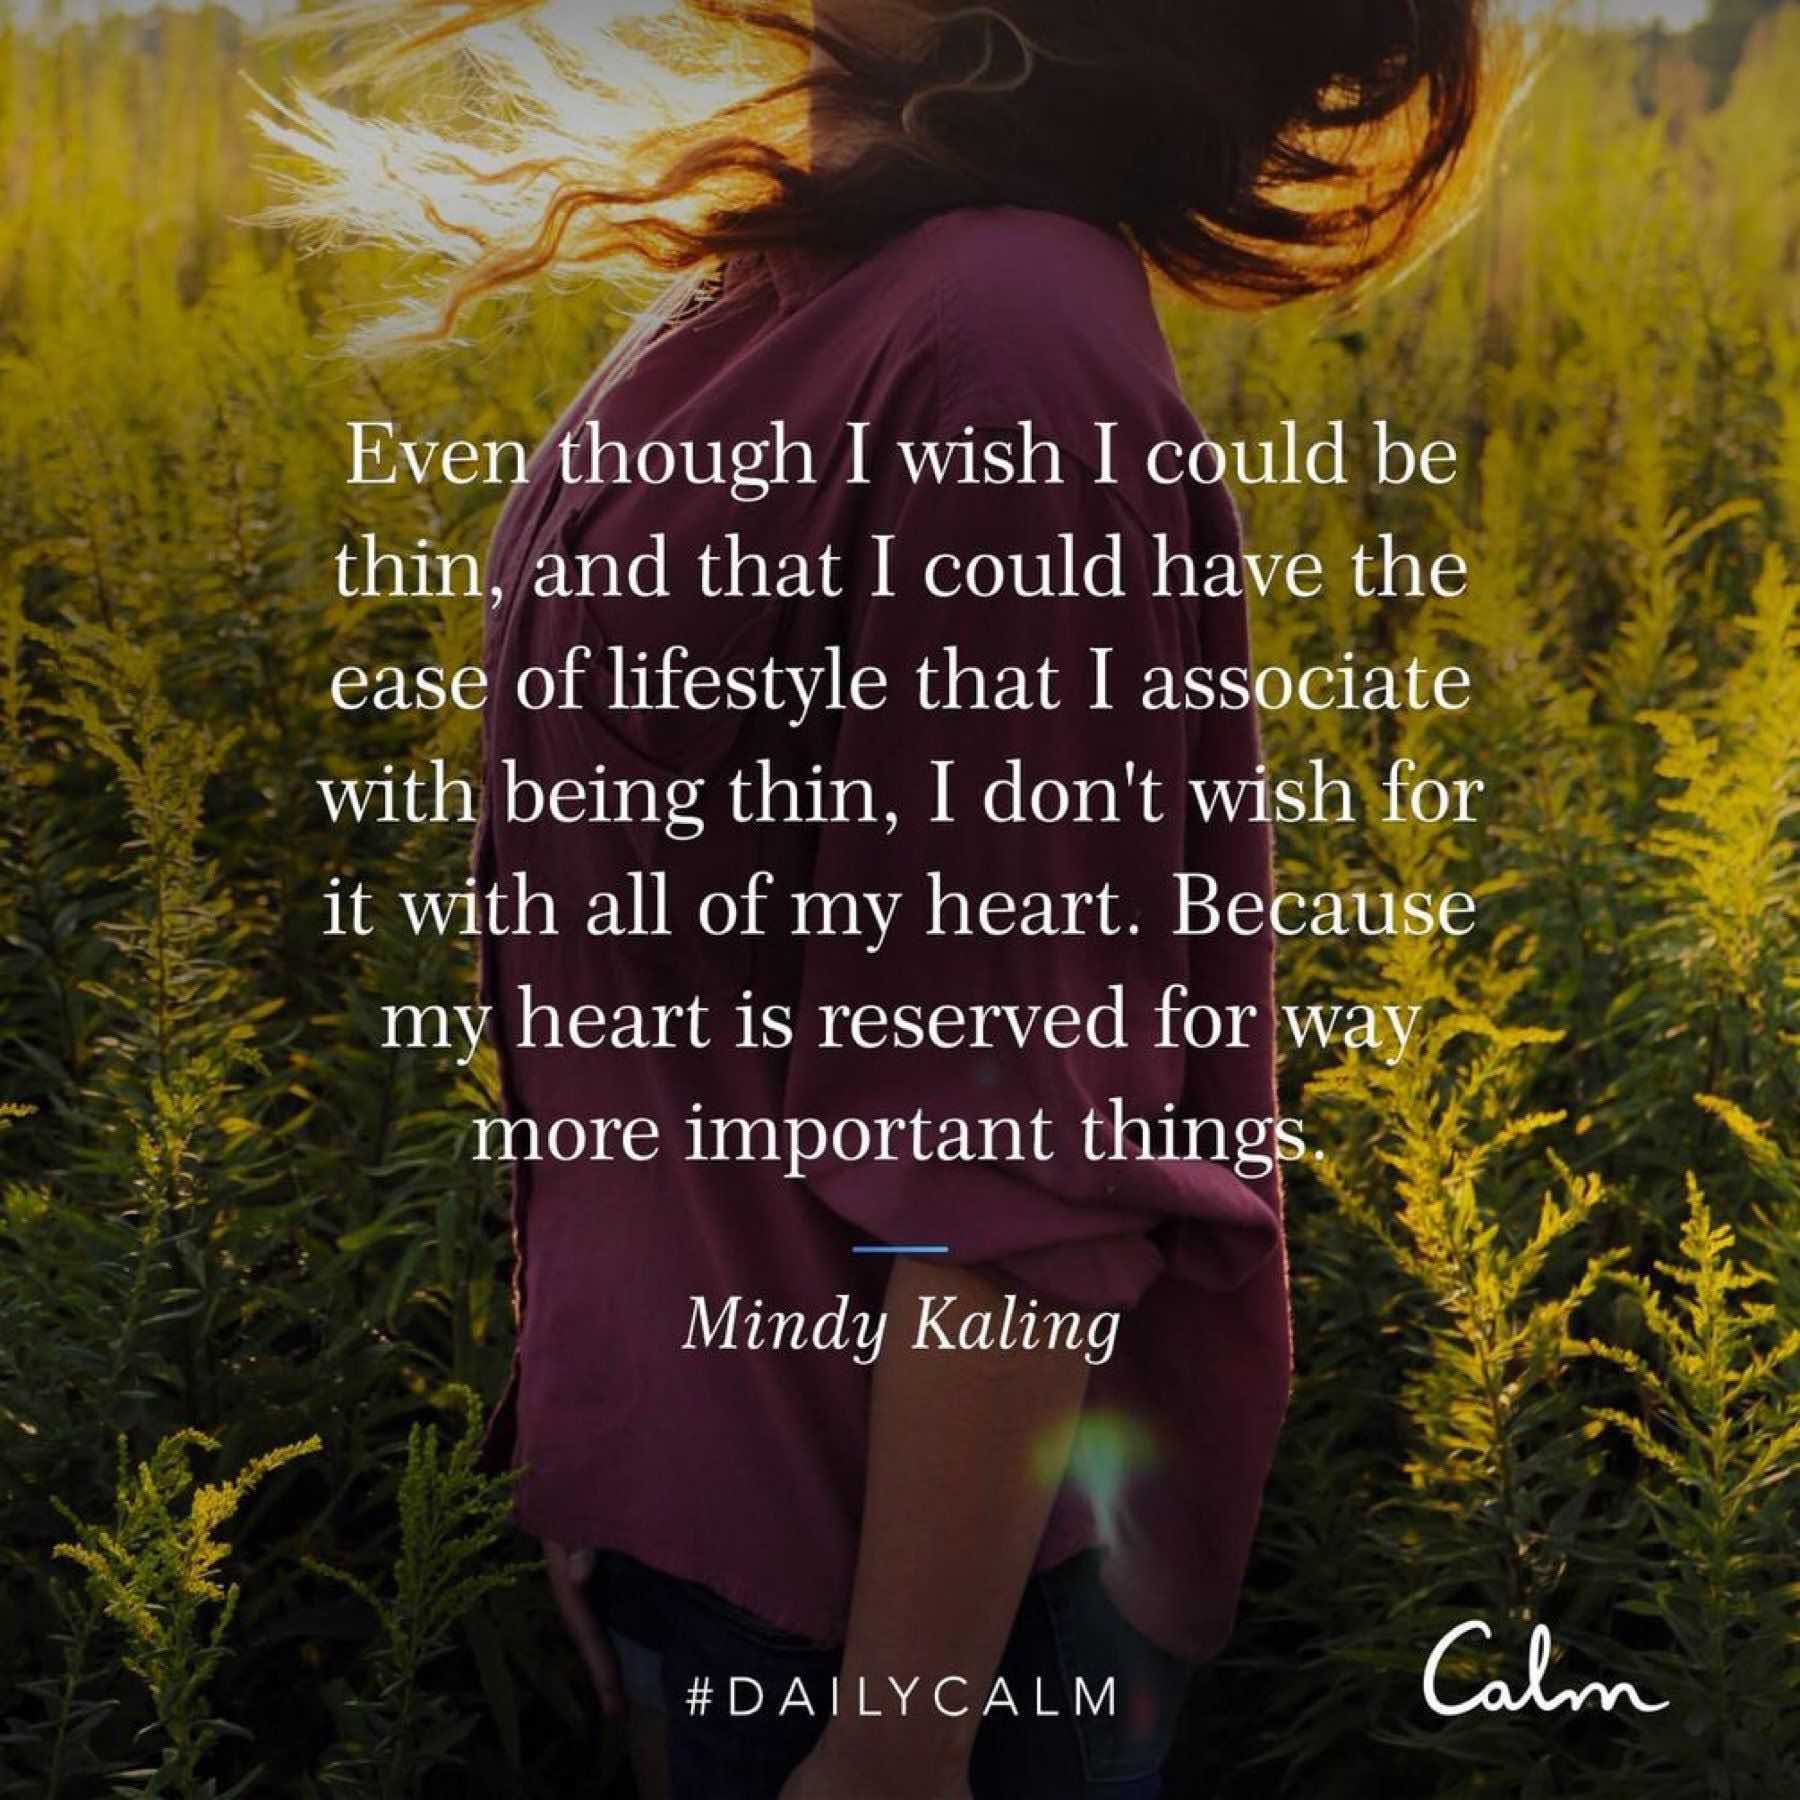 Even though I wish I could be
thin, and that I could have the
ease of lifestyle that I associate
with being thin, I don't wish for
it with all of my heart. Because
my heart is reserved for way
more important things.
Mindy Kaling
#DAILYCALM
Calm